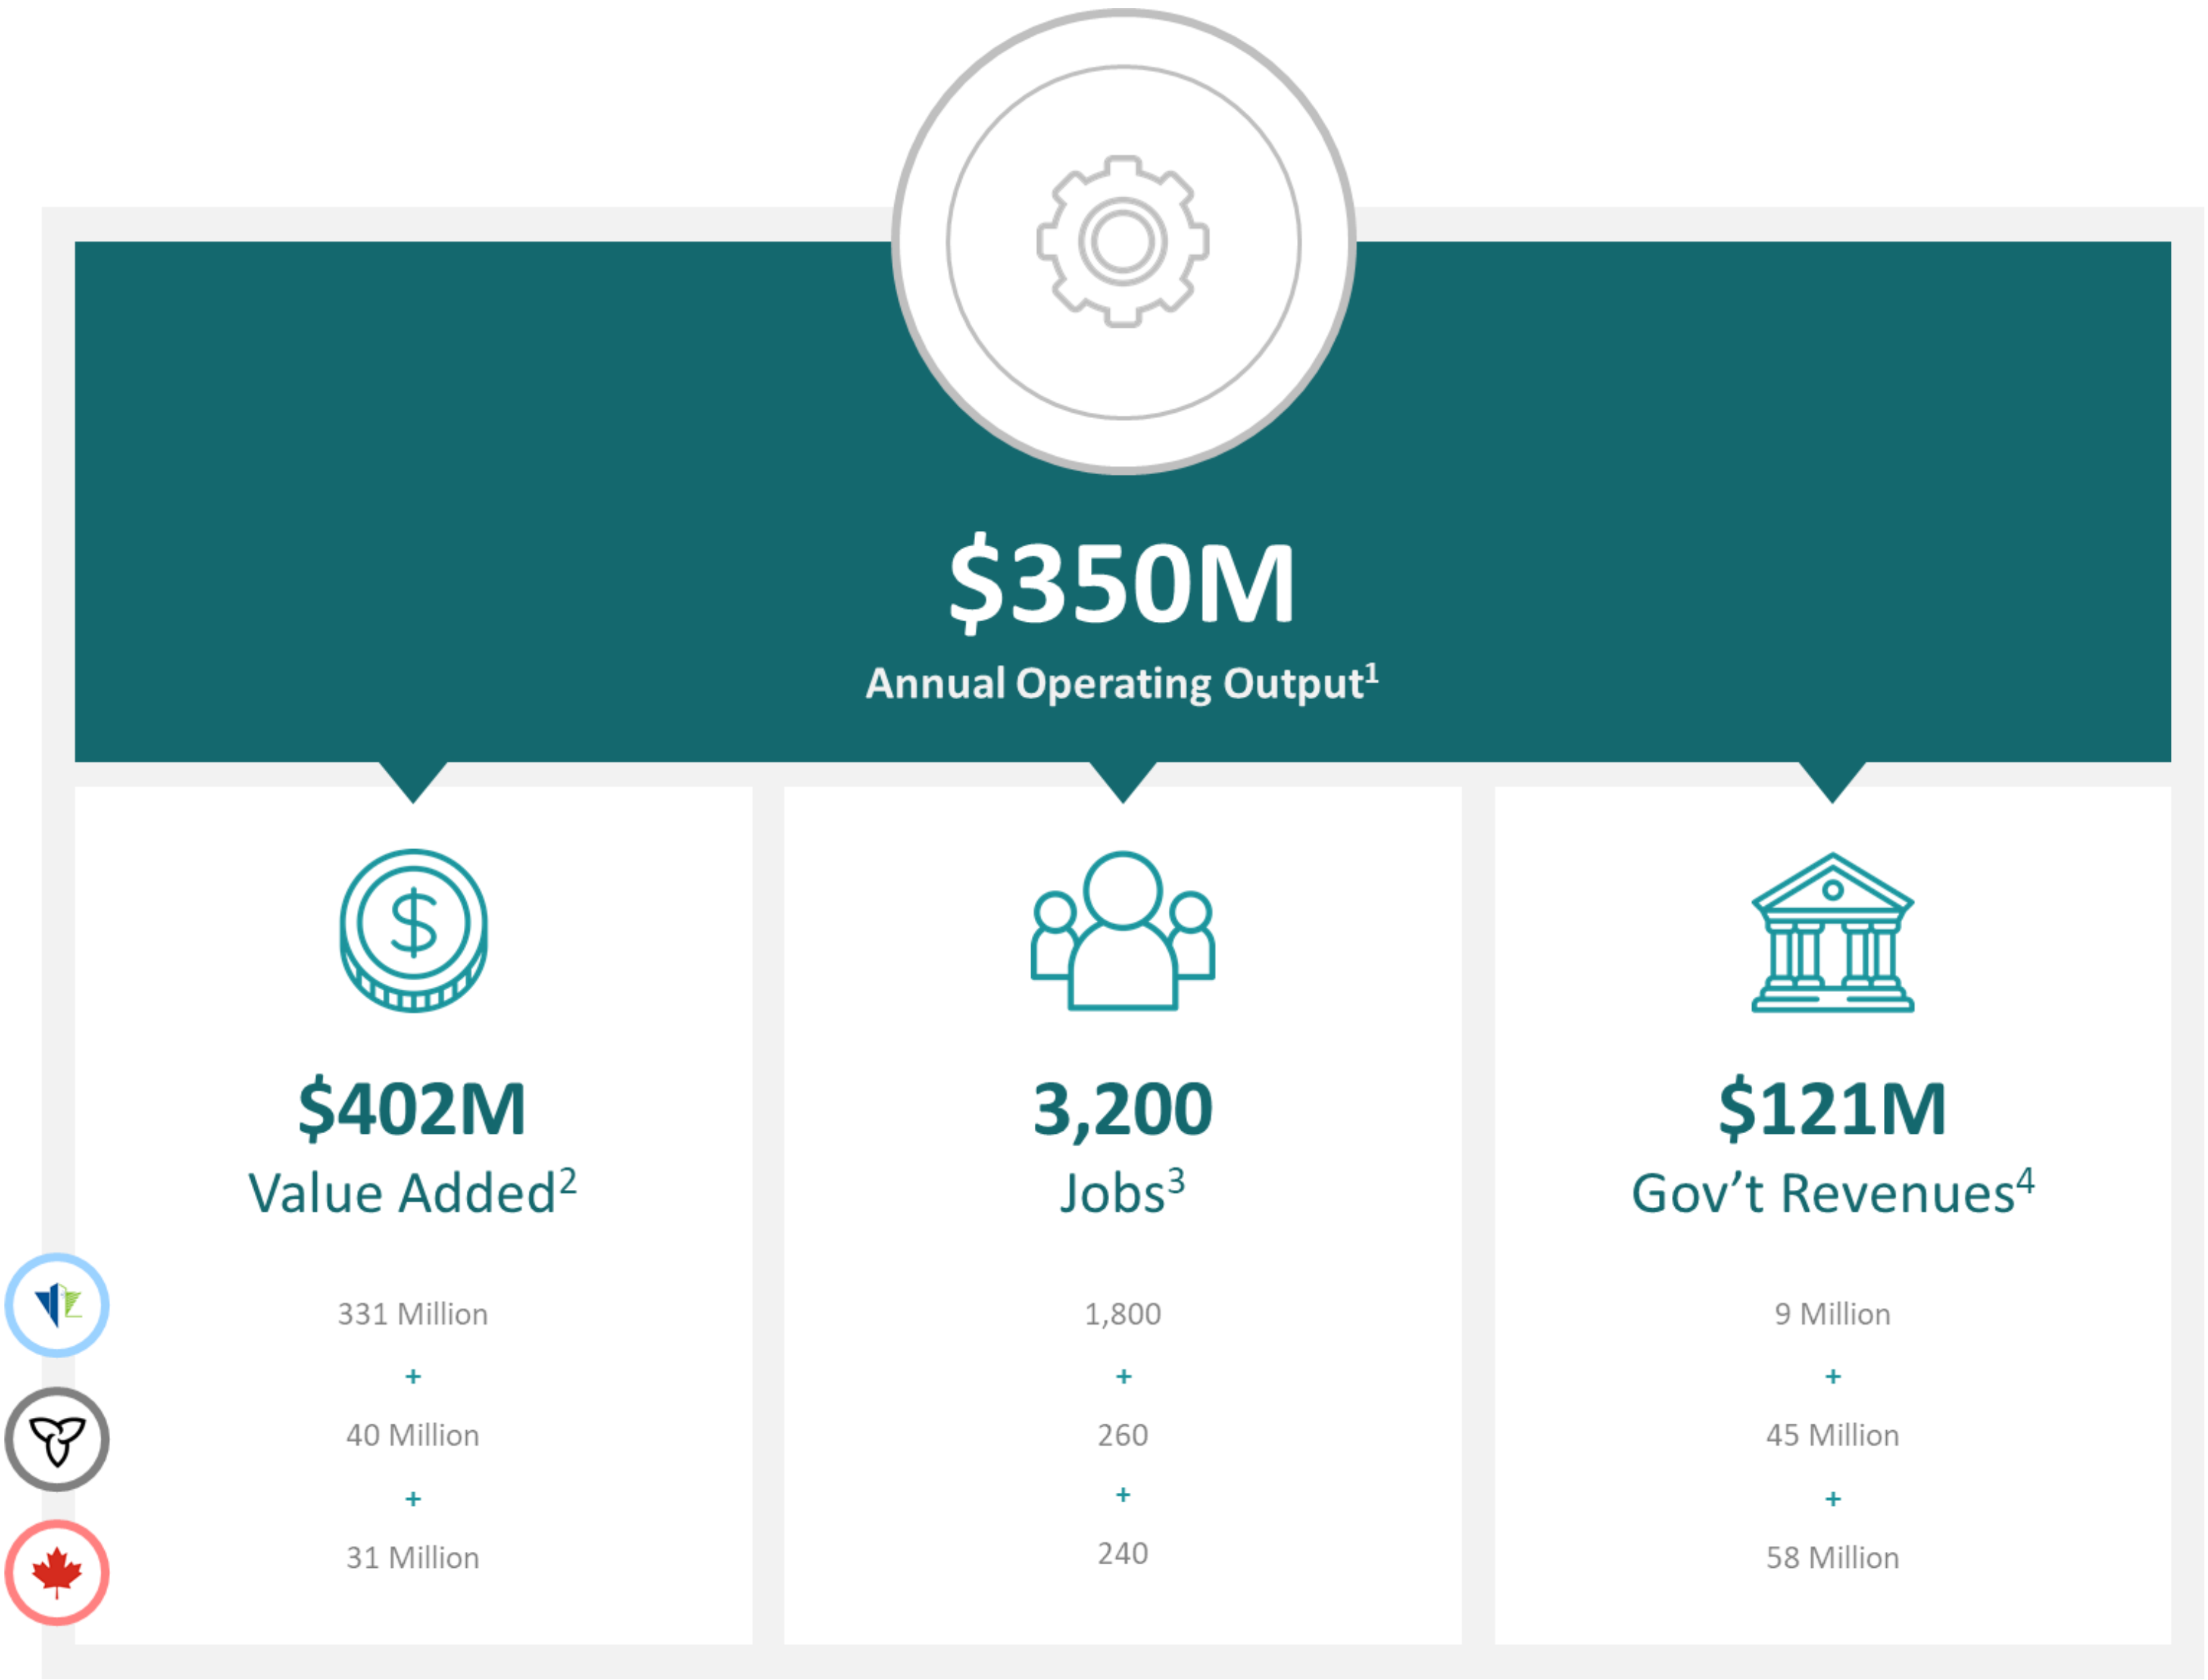 $350M
Annual Operating Output¹
$402M
Value Added²
331 Million
+
40 Million
+
31 Million
3,200
Jobs³
1,800
+
260
+
240
$121M
Gov’t Revenues⁴
9 Million
+
45 Million
+
58 Million